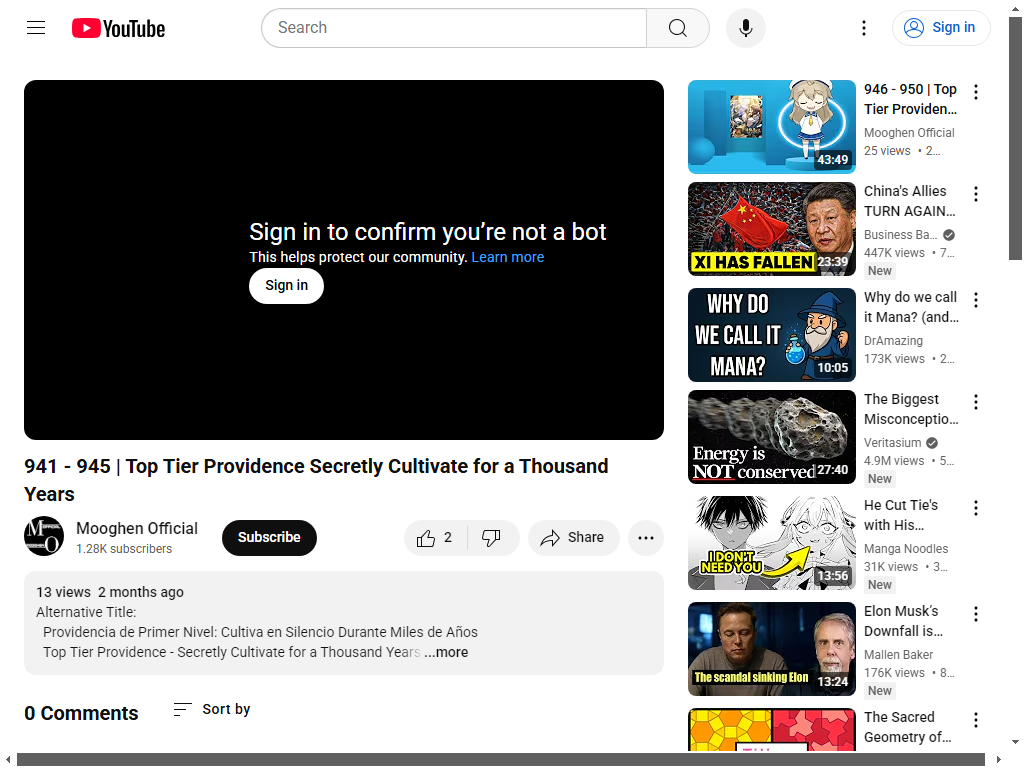 YouTube
Search
Sign in
Sign in to confirm you’re not a bot
This helps protect our community. Learn more
Sign in
941 - 945 | Top Tier Providence Secretly Cultivate for a Thousand
Years
Mooghen Official
1.28K subscribers
Subscribe
2
Share
13 views 2 months ago
Alternative Title:
Providencia de Primer Nivel: Cultiva en Silencio Durante Miles de Años
Top Tier Providence - Secretly Cultivate for a Thousand Years ...more
0 Comments
Sort by
43:49
946 - 950 | Top
Tier Providen...
Mooghen Official
25 views • 2...
XI HAS FALLEN
23:39
China's Allies
TURN AGAIN...
Business Ba...
447K views • 7...
New
WHY DO
WE CALL IT
MANA?
10:05
Why do we call
it Mana? (and...
DrAmazing
173K views • 2...
Energy is
NOT conserved
27:40
The Biggest
Misconceptio...
Veritasium
4.9M views • 5...
New
I DON'T
NEED YOU
13:56
He Cut Tie's
with His...
Manga Noodles
31K views • 3...
New
The scandal sinking Elon
13:24
Elon Musk's
Downfall is...
Mallen Baker
176K views • 8...
New
The Sacred
Geometry of...